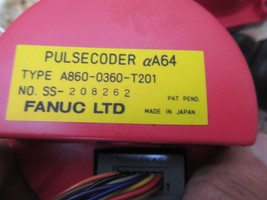 PULSECODER αA64
TYPE A860-0360-T201
NO. SS-208262
PAT PEND.
FANUC LTD MADE IN JAPAN